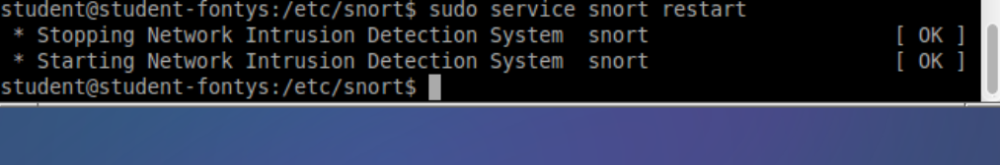 student@student-fontys:/etc/snort$ sudo service snort restart
 * Stopping Network Intrusion Detection System  snort                           [ OK ]
 * Starting Network Intrusion Detection System  snort                           [ OK ]
student@student-fontys:/etc/snort$